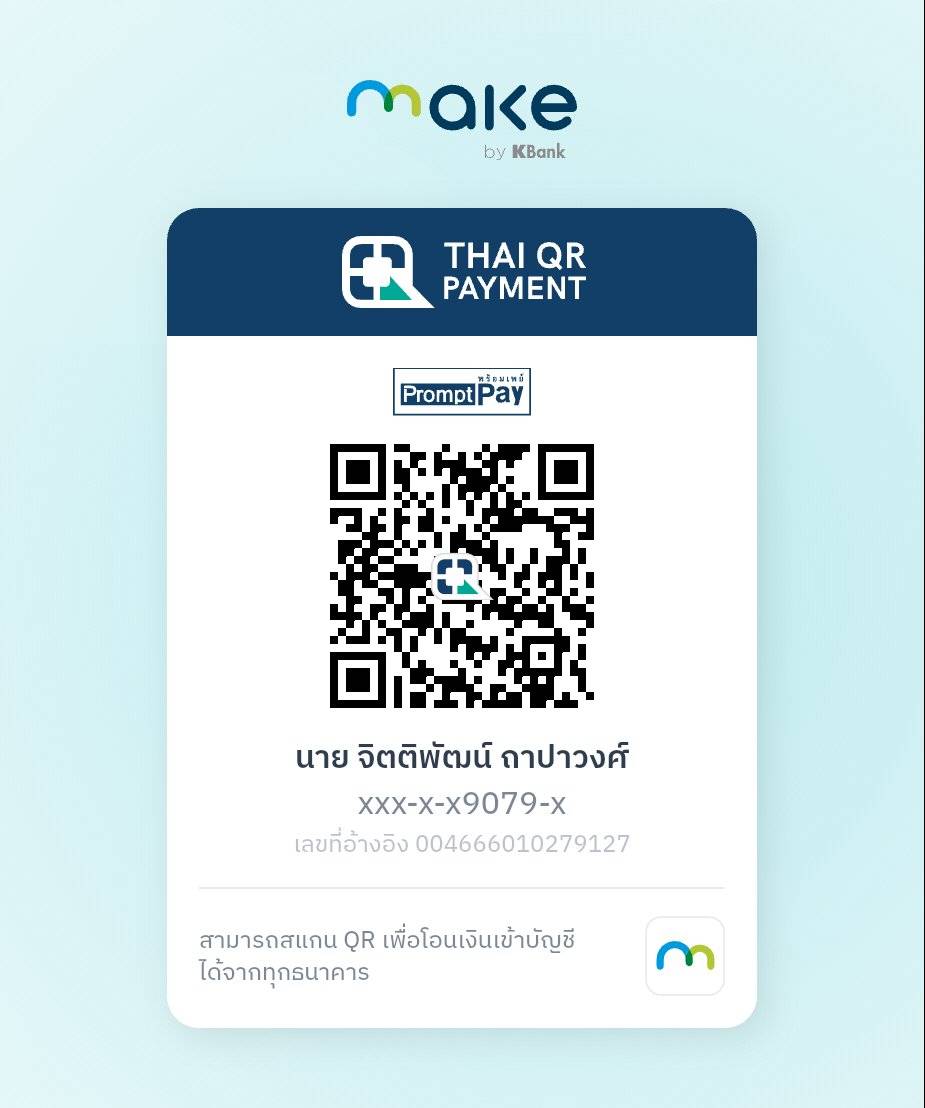 make
by KBank
THAI QR
PAYMENT
พร้อมเพย์
PromptPay
นาย จิตติพัฒน์ ถาปาวงศ์
xxx-x-x9079-x
เลขที่อ้างอิง 004666010279127
สามารถสแกน QR เพื่อโอนเงินเข้าบัญชี
ได้จากทุกธนาคาร